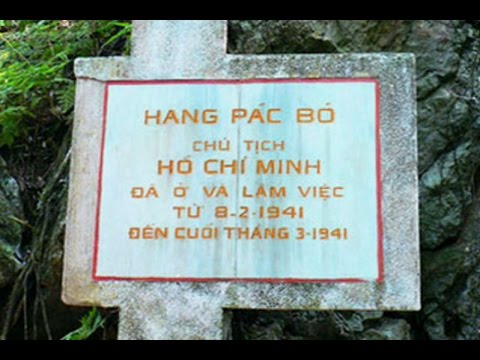 HANG PÁC BÓ
CHỦ TỊCH
HỒ CHÍ MINH
ĐÃ Ở VÀ LÀM VIỆC
TỪ 8-2-1941
ĐẾN CUỐI THÁNG 3-1941